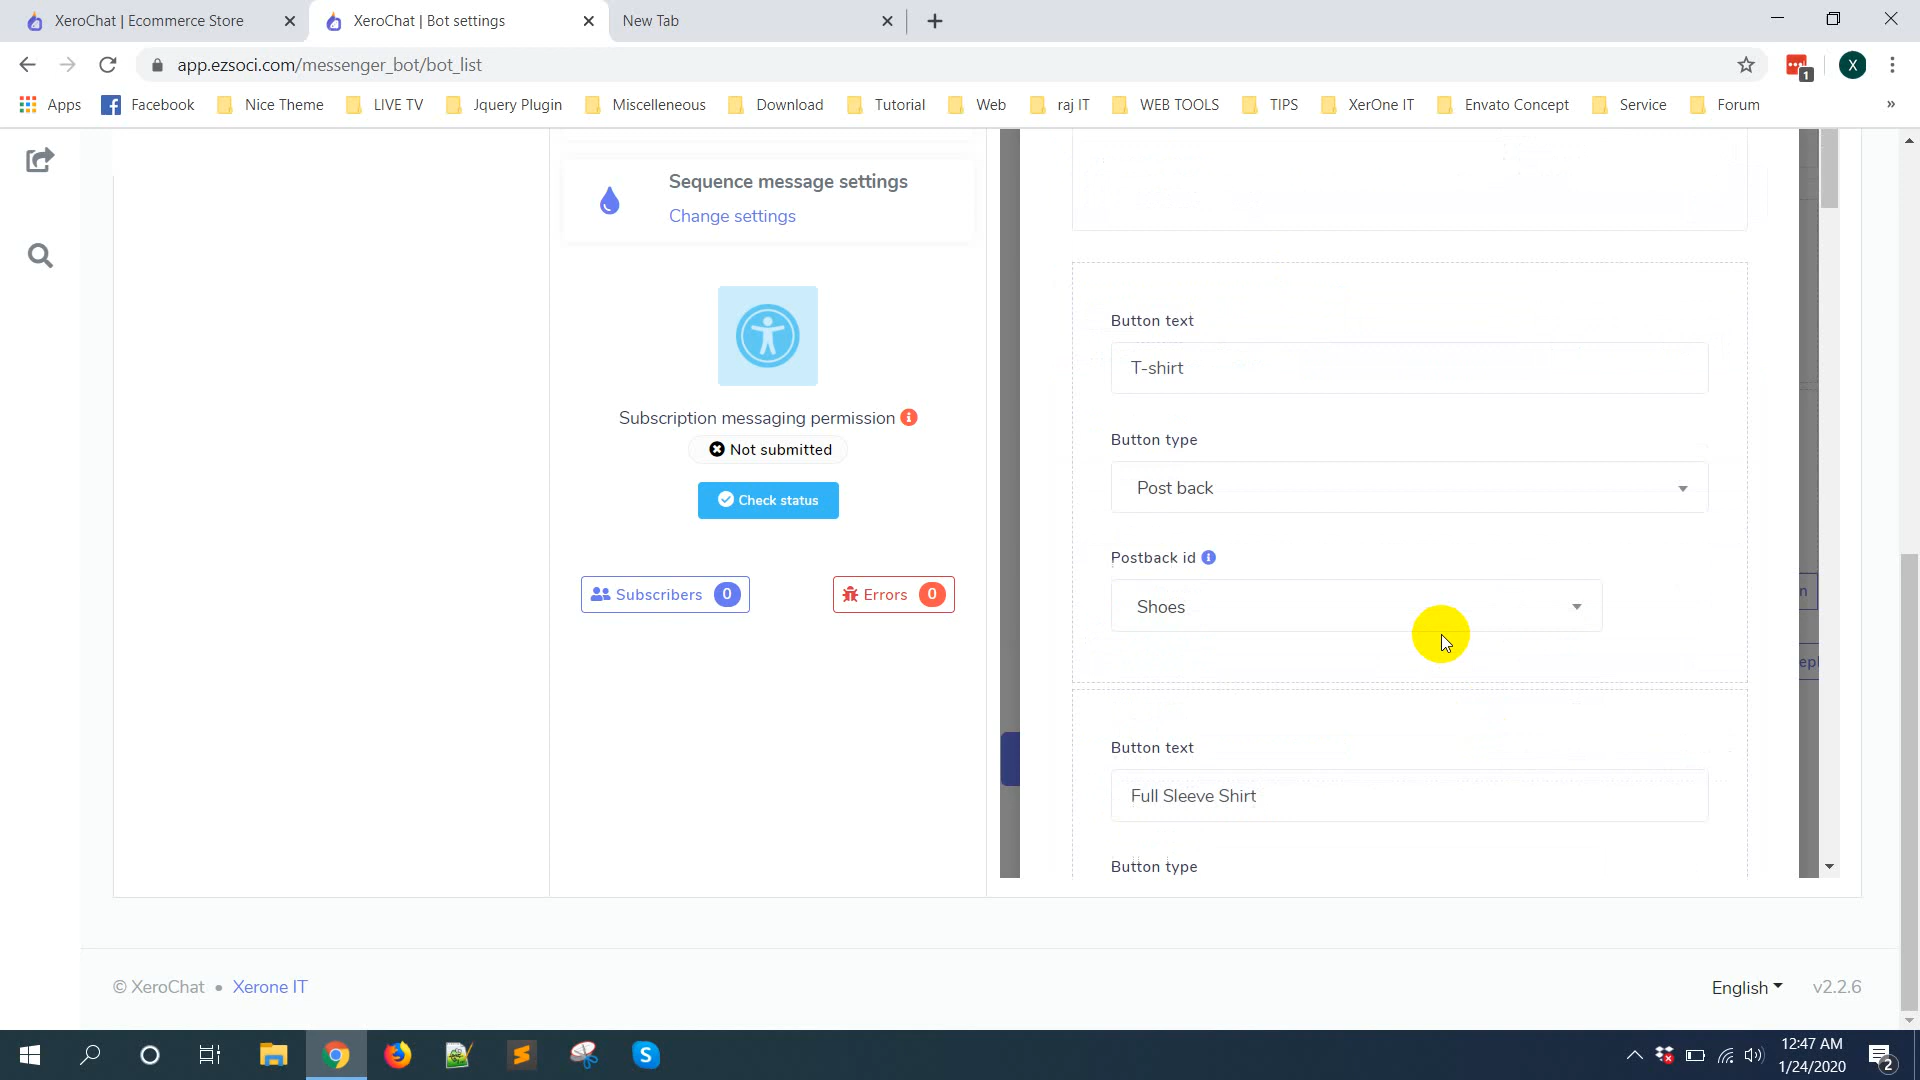 XeroChat | Ecommerce Store
XeroChat | Bot settings
New Tab
app.ezsoci.com/messenger_bot/bot_list
1
X
Apps
Facebook
Nice Theme
LIVE TV
Jquery Plugin
Miscelleneous
Download
Tutorial
Web
raj IT
WEB TOOLS
TIPS
XerOne IT
Envato Concept
Service
Forum
»
Sequence message settings
Change settings
Subscription messaging permission
Not submitted
Check status
Subscribers 0
Errors 0
Button text
T-shirt
Button type
Post back
Postback id
Shoes
Button text
Full Sleeve Shirt
Button type
n
epl
© XeroChat • Xerone IT
English
v2.2.6
12:47 AM
1/24/2020
2